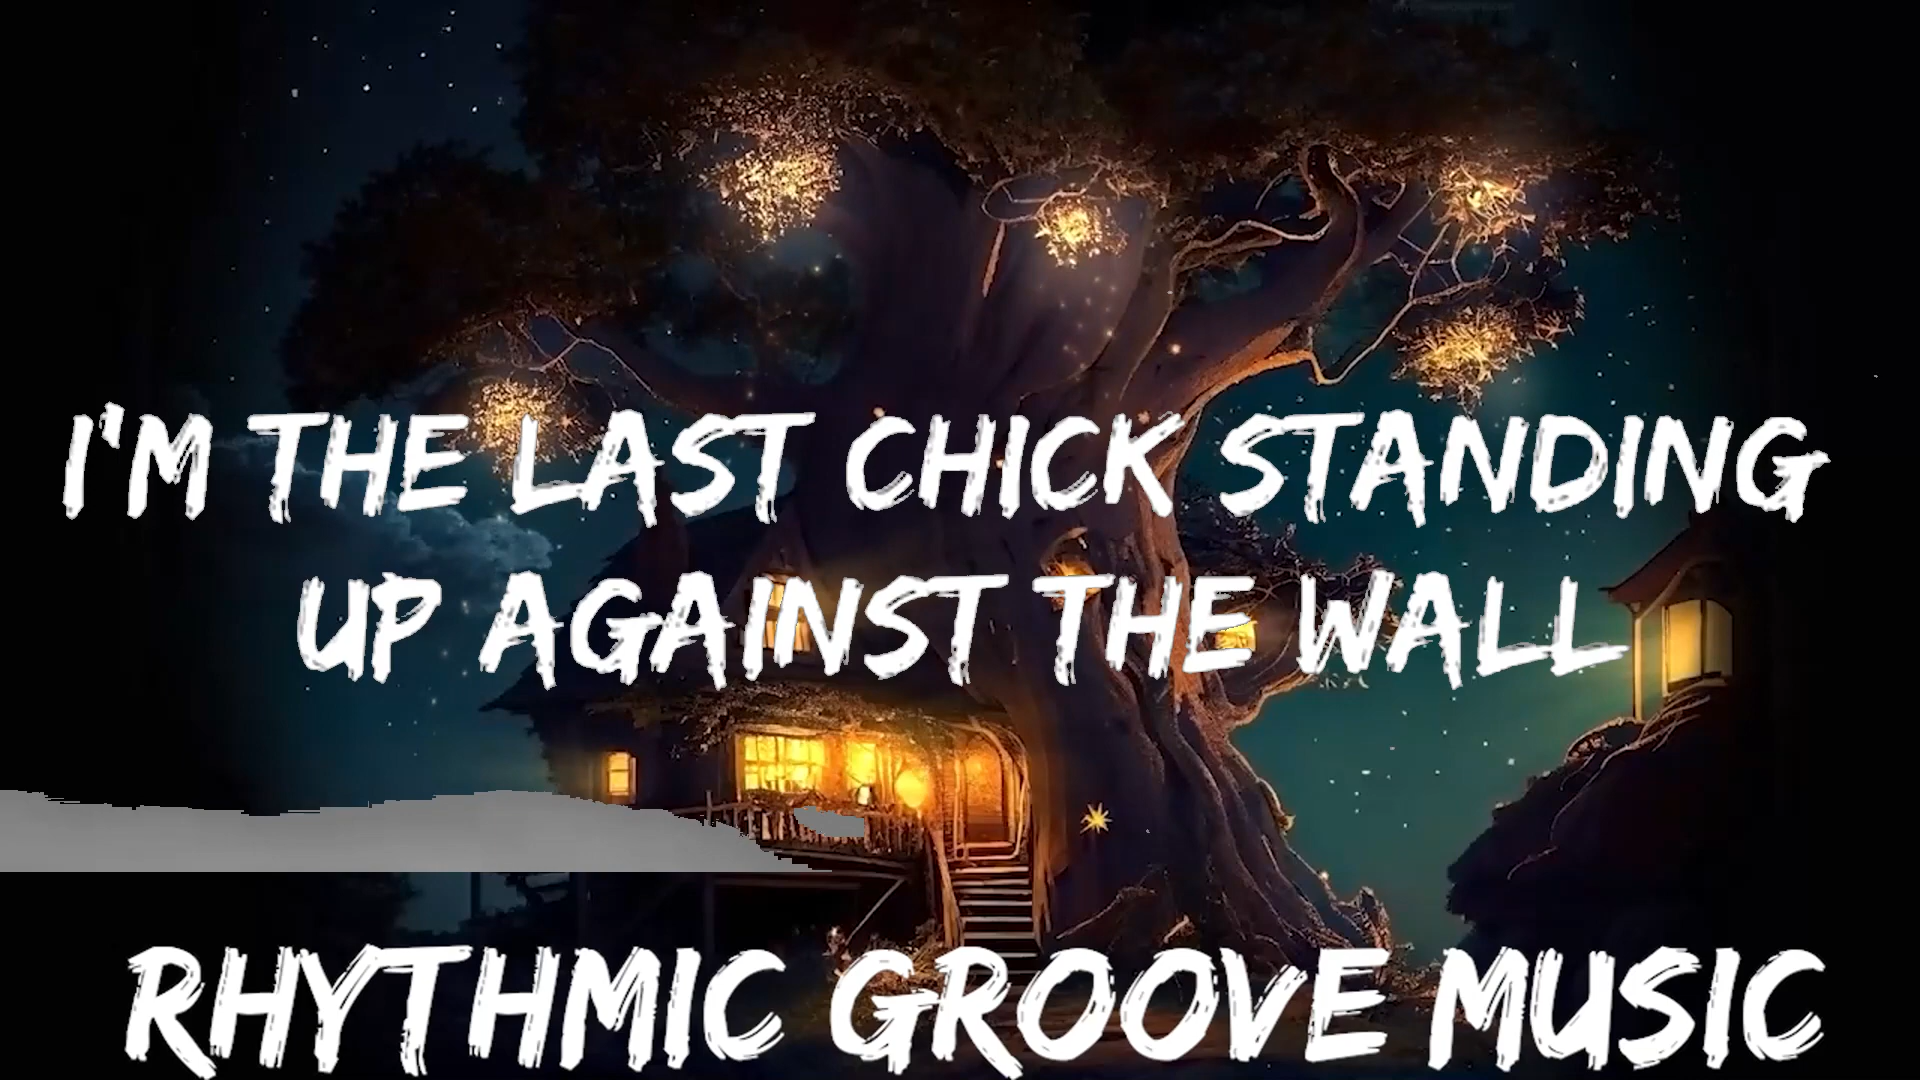 I'M THE LAST CHICK STANDING
UP AGAINST THE WALL
RHYTHMIC GROOVE MUSIC